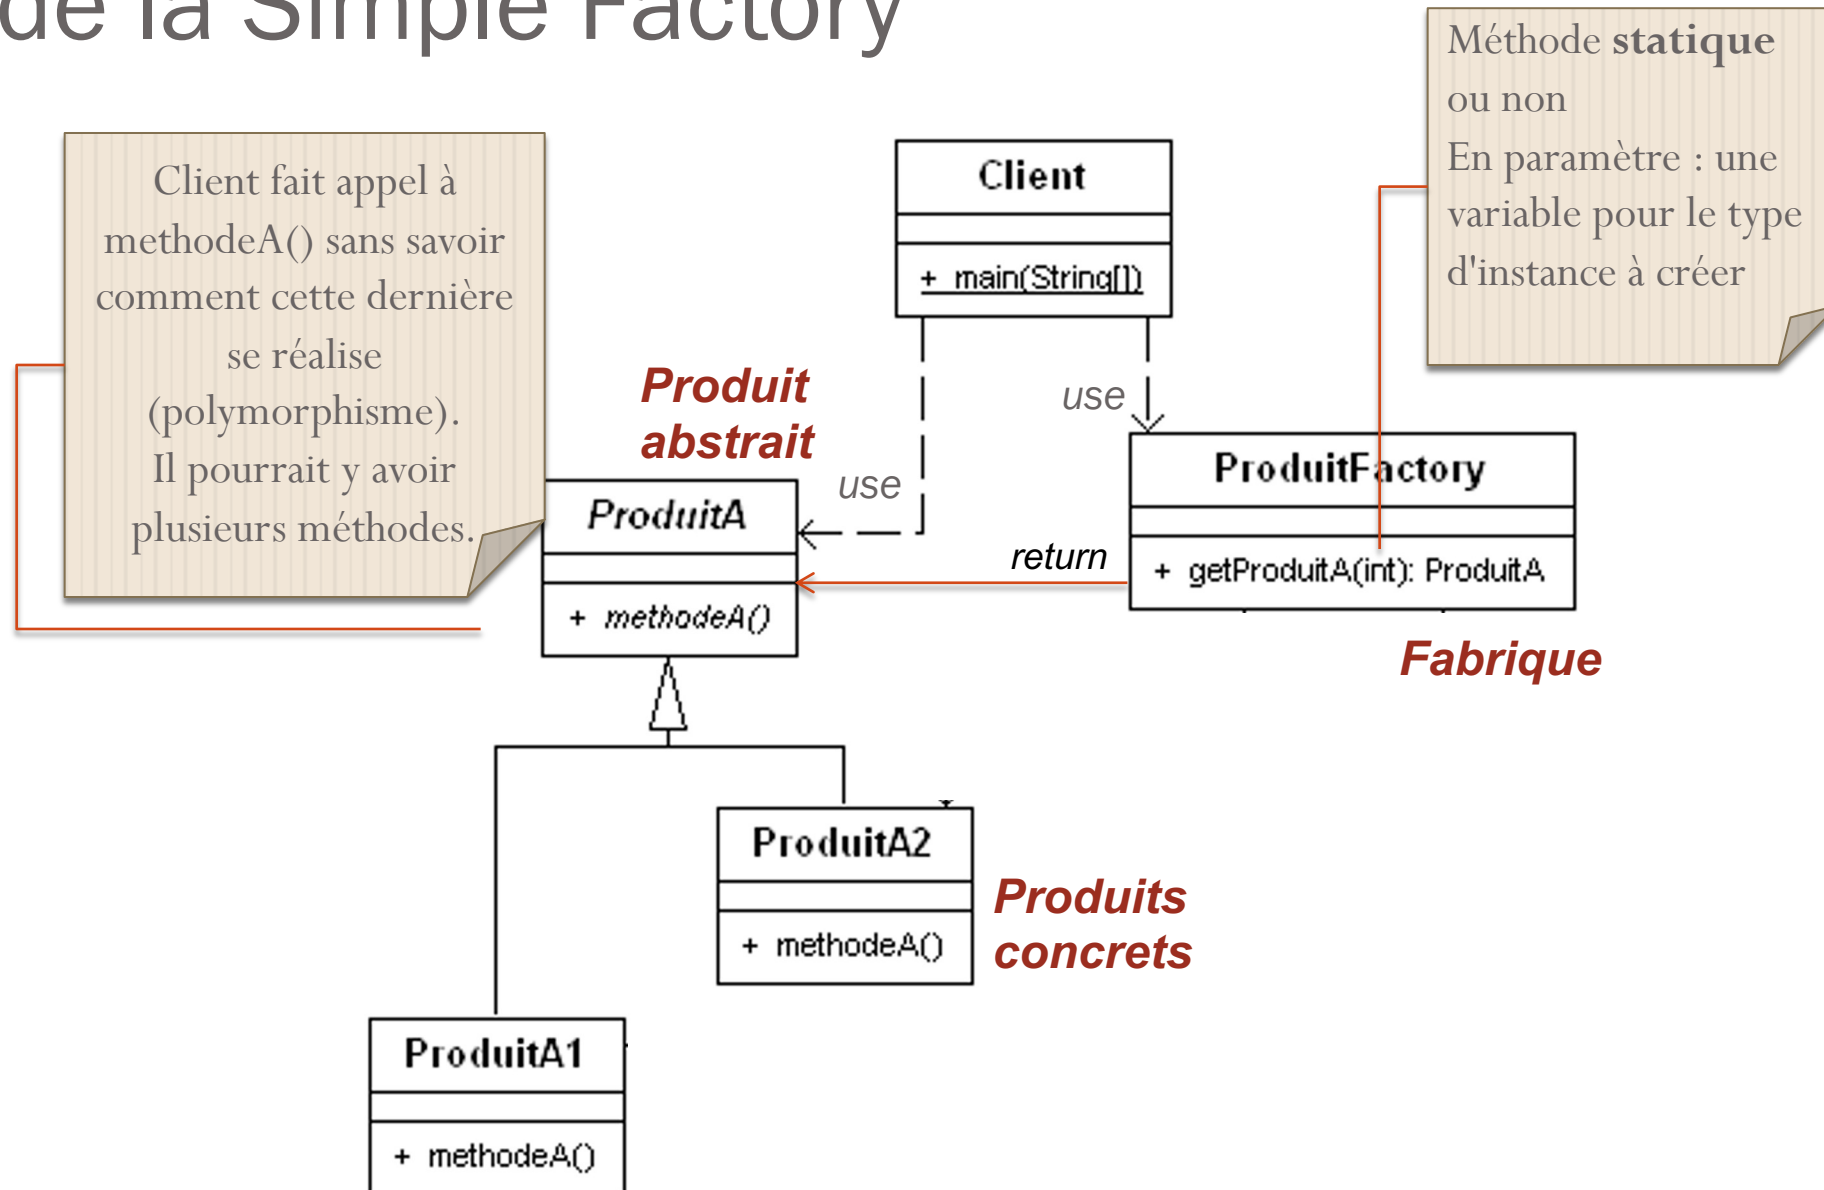 de la Simple Factory
Méthode statique
ou non
En paramètre : une
variable pour le type
d'instance à créer
Client fait appel à
methodeA() sans savoir
comment cette dernière
se réalise
(polymorphisme).
Il pourrait y avoir
plusieurs méthodes.
Client
+ main(String[])
Produit
abstrait
use
use
ProduitFactory
+ getProduitA(int): ProduitA
ProduitA
+ methodeA()
return
Fabrique
ProduitA2
+ methodeA()
Produits
concrets
ProduitA1
+ methodeA()